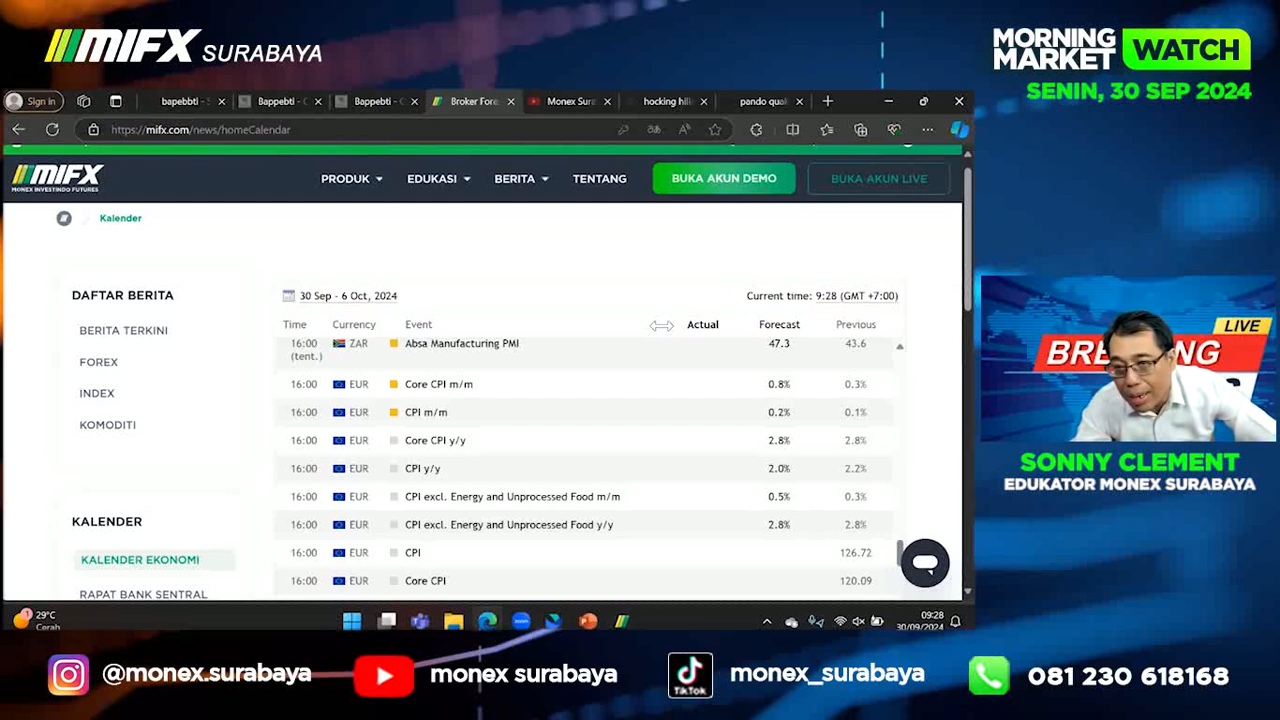 MIFX SURABAYA
MORNING
MARKET
WATCH
SENIN, 30 SEP 2024
Sign in
bapebbti - S
Bappebti - C
Bappebti - C
Broker Fore
Monex Sura
hocking hill
pando qual
https://mifx.com/news/homeCalendar
MIFX
MONEX INVESTINDO FUTURES
PRODUK
EDUKASI
BERITA
TENTANG
BUKA AKUN DEMO
BUKA AKUN LIVE
Kalender
DAFTAR BERITA
BERITA TERKINI
FOREX
INDEX
KOMODITI
KALENDER
KALENDER EKONOMI
RAPAT BANK SENTRAL
30 Sep - 6 Oct, 2024 Current time: 9:28 (GMT +7:00)
Time Currency Event Actual Forecast Previous
16:00 ZAR Absa Manufacturing PMI 47.3 43.6
(tent.)
16:00 EUR Core CPI m/m 0.8% 0.3%
16:00 EUR CPI m/m 0.2% 0.1%
16:00 EUR Core CPI y/y 2.8% 2.8%
16:00 EUR CPI y/y 2.0% 2.2%
16:00 EUR CPI excl. Energy and Unprocessed Food m/m 0.5% 0.3%
16:00 EUR CPI excl. Energy and Unprocessed Food y/y 2.8% 2.8%
16:00 EUR CPI 126.72
16:00 EUR Core CPI 120.09
LIVE
BRE NG
SONNY CLEMENT
EDUKATOR MONEX SURABAYA
1
29°C
Cerah
zoom
09:28
30/09/2024
@monex.surabaya
monex surabaya
TikTok
monex_surabaya
081 230 618168